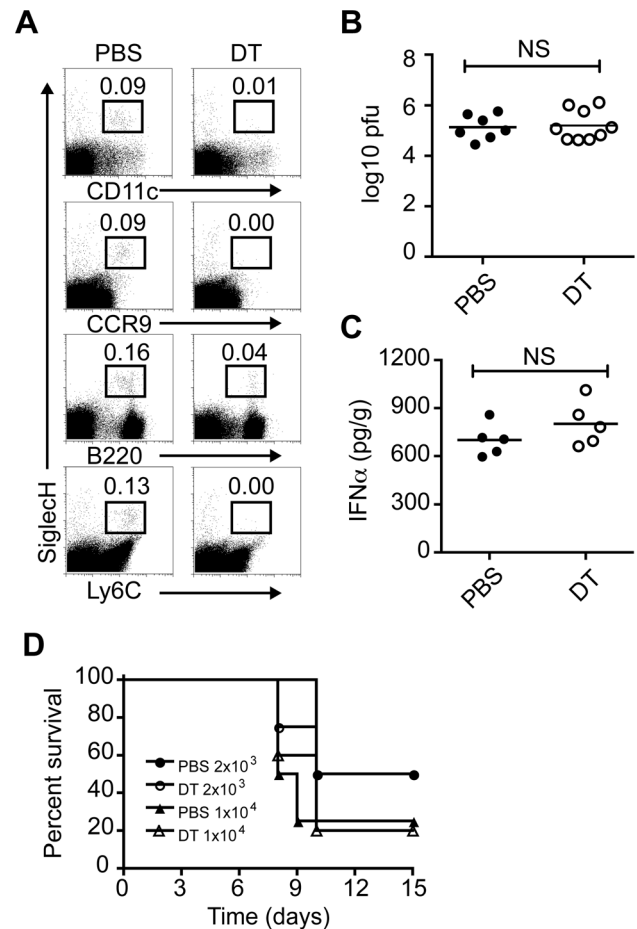 A
PBS DT
0.09 0.01
CD11c
0.09 0.00
CCR9
0.16 0.04
B220
0.13 0.00
SiglecH
Ly6C
B
NS
log10 pfu
8
6
4
2
0
PBS DT
C
NS
IFNα (pg/g)
1200
900
600
300
0
PBS DT
D
Percent survival
100
80
60
40
20
0
PBS 2x10³
DT 2x10³
PBS 1x10⁴
DT 1x10⁴
0 3 6 9 12 15
Time (days)